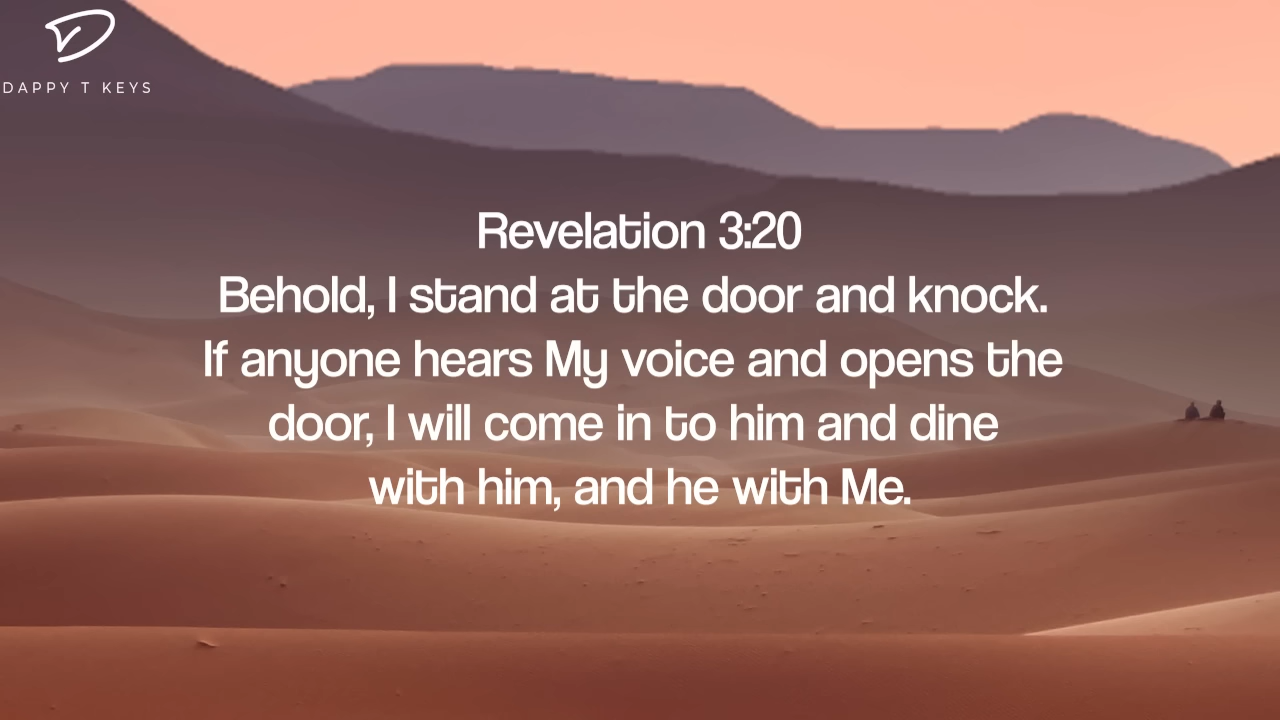 DAPPY T KEYS
Revelation 3:20
Behold, I stand at the door and knock.
If anyone hears My voice and opens the
door, I will come in to him and dine
with him, and he with Me.